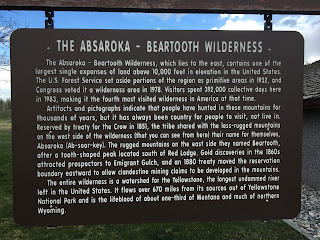 THE ABSAROKA - BEARTOOTH WILDERNESS
The Absaroka - Beartooth Wilderness, which lies to the east, contains one of the
largest single expanses of land above 10,000 feet in elevation in the United States.
The U.S. Forest Service set aside portions of the region as primitive areas in 1932, and
Congress voted it a wilderness area in 1978. Visitors spent 392,000 collective days here
in 1983, making it the fourth most visited wilderness in America at that time.
Artifacts and pictographs indicate that people have hunted in these mountains for
thousands of years, but it has always been country for people to visit, not live in.
Reserved by treaty for the Crow in 1851, the tribe shared with the less-rugged mountains
on the west side of the wilderness (that you can see from here) their name for themselves,
Absaroka (Ab-soar-key). The rugged mountains on the east side they named Beartooth,
after a tooth-shaped peak located south of Red Lodge. Gold discoveries in the 1860s
attracted prospectors to Emigrant Gulch, and an 1880 treaty moved the reservation
boundary eastward to allow clandestine mining claims to be developed in the mountains.
The entire wilderness is a watershed for the Yellowstone, the longest undammed river
left in the United States. It flows over 670 miles from its sources out of Yellowstone
National Park and is the lifeblood of about one-third of Montana and much of northern
Wyoming.